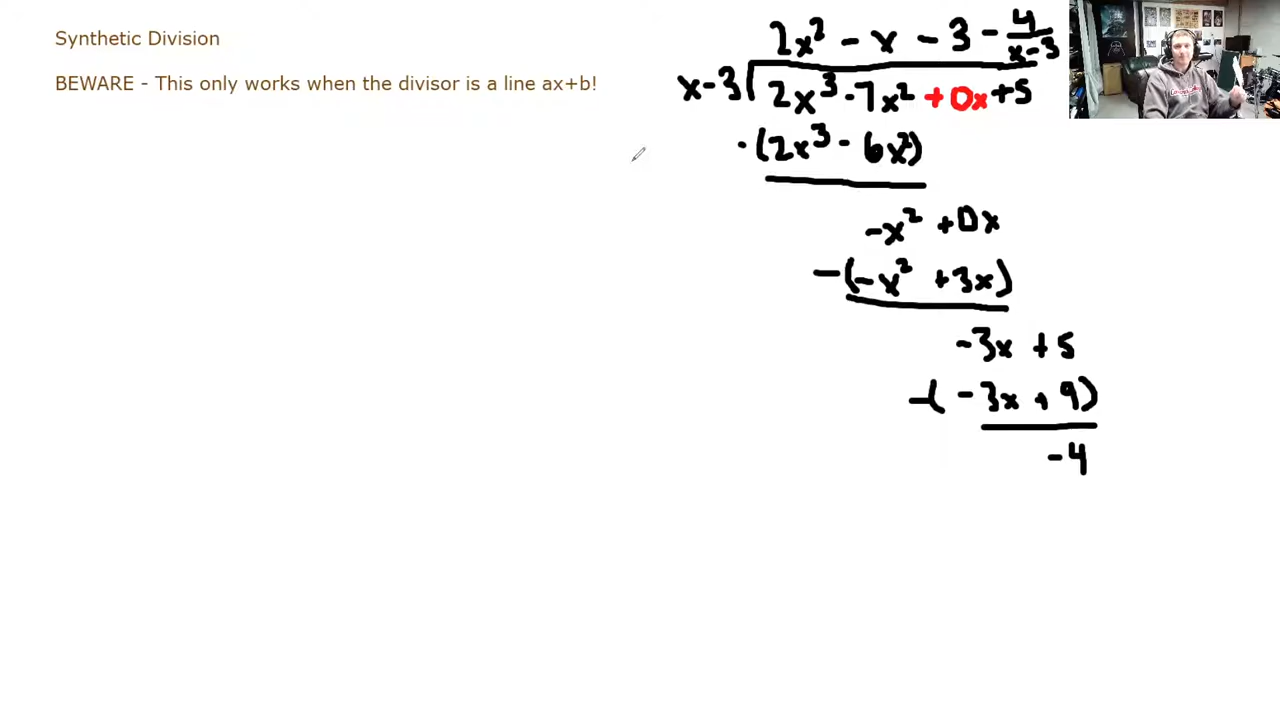 Synthetic Division
BEWARE - This only works when the divisor is a line ax+b!
2x² - x - 3 - 4/(x-3)
x-3 2x³ -7x² +0x +5
-(2x³ - 6x²)
-x² +0x
-(-x² +3x)
-3x +5
-(-3x + 9)
-4